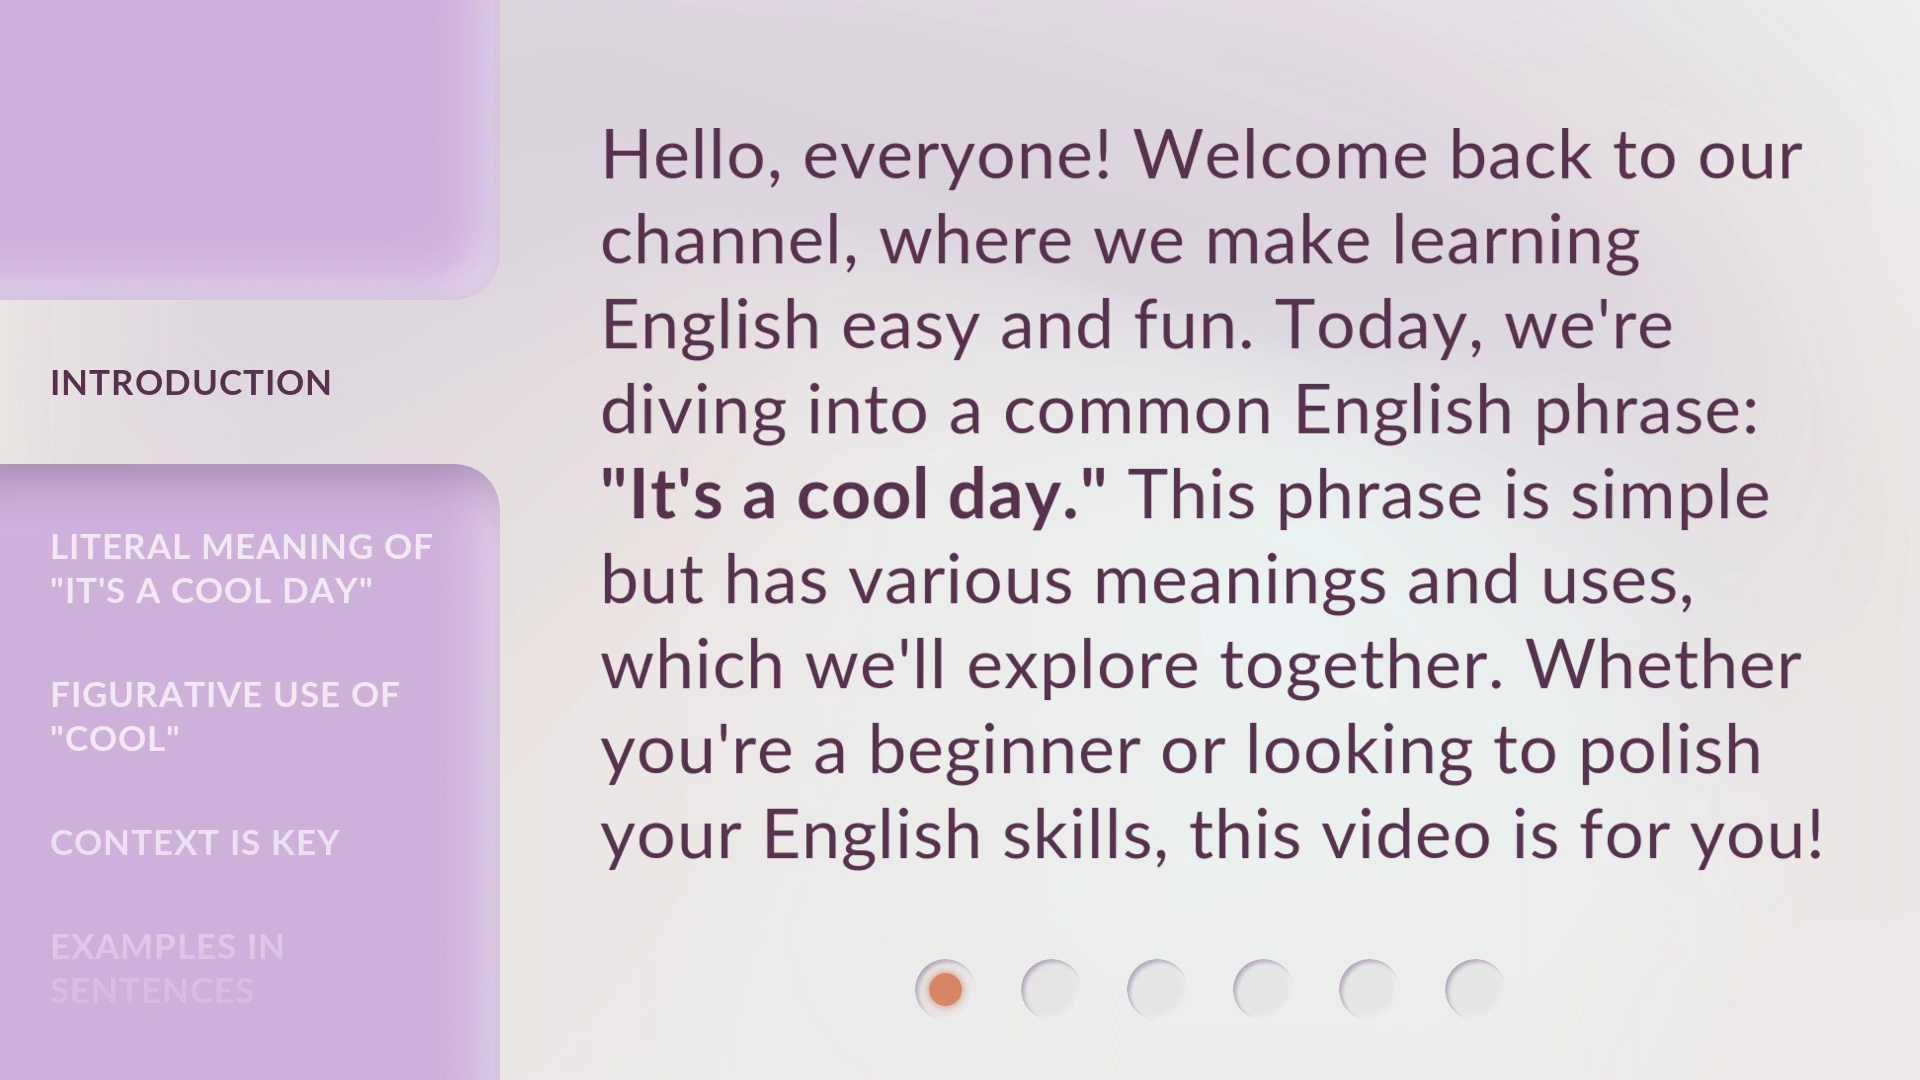 INTRODUCTION
LITERAL MEANING OF
"IT'S A COOL DAY"
FIGURATIVE USE OF
"COOL"
CONTEXT IS KEY
EXAMPLES IN
SENTENCES
Hello, everyone! Welcome back to our
channel, where we make learning
English easy and fun. Today, we're
diving into a common English phrase:
"It's a cool day." This phrase is simple
but has various meanings and uses,
which we'll explore together. Whether
you're a beginner or looking to polish
your English skills, this video is for you!